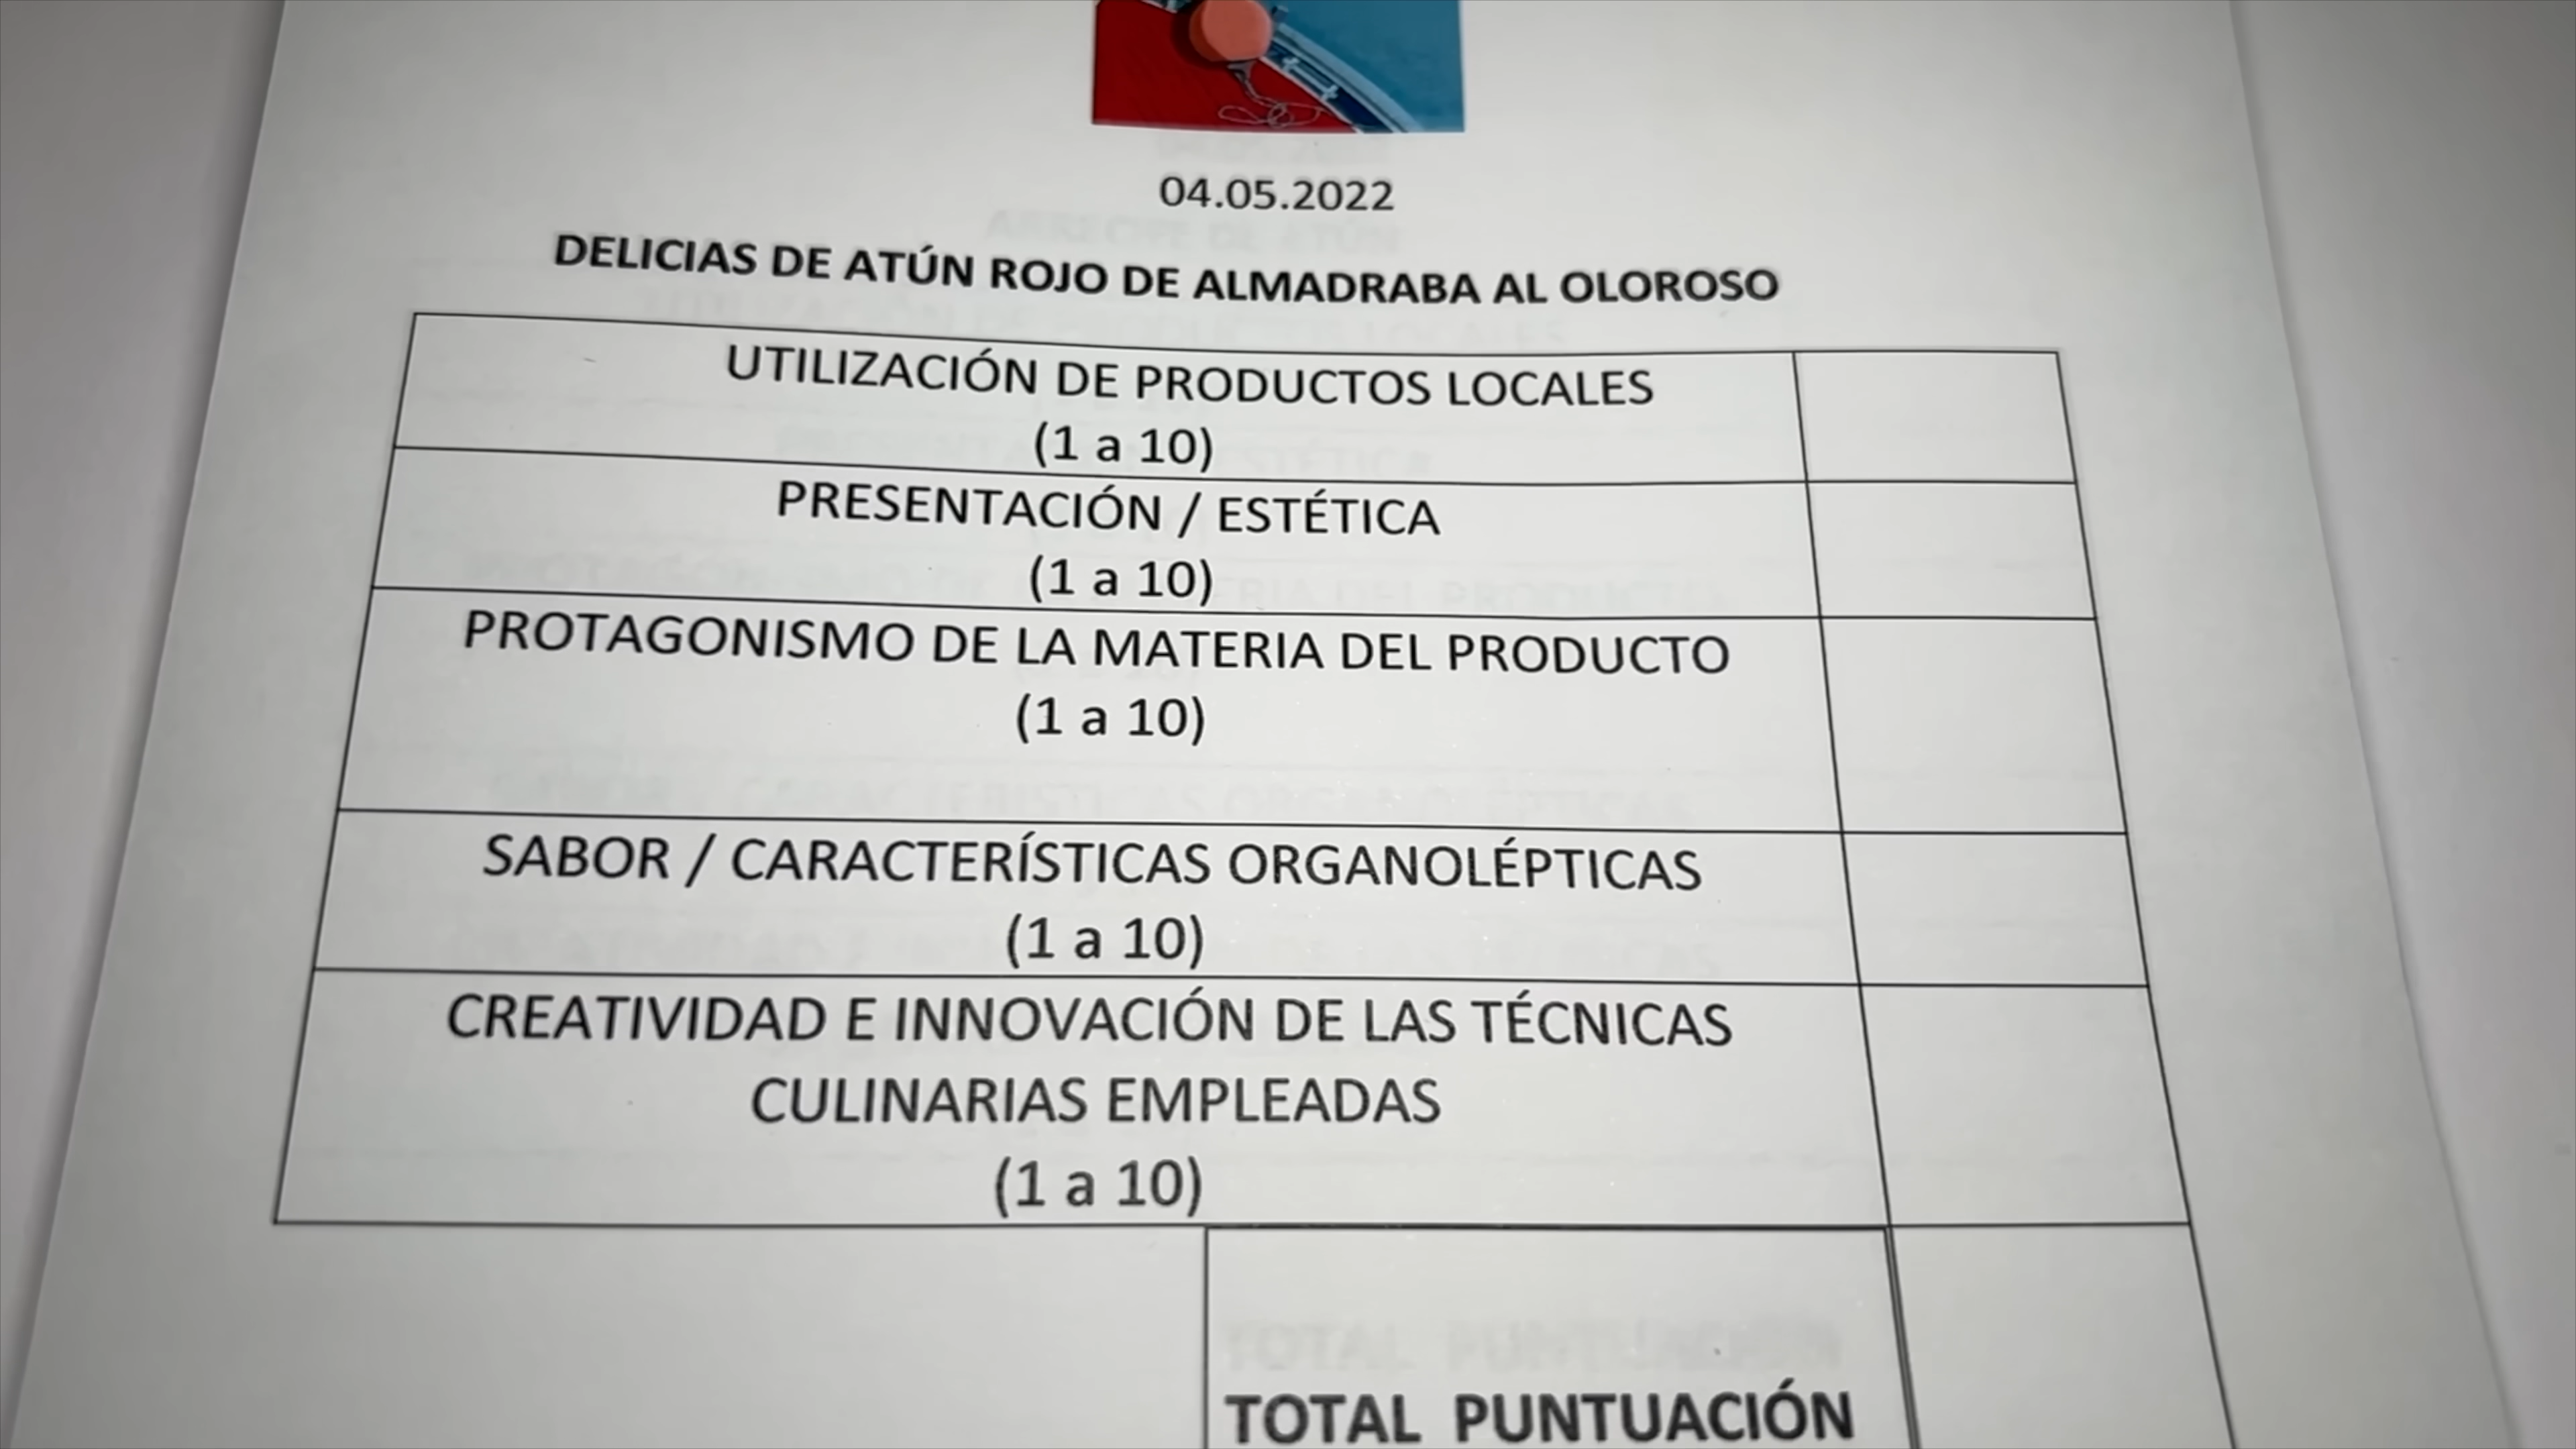 04.05.2022
DELICIAS DE ATÚN ROJO DE ALMADRABA AL OLOROSO
UTILIZACIÓN DE PRODUCTOS LOCALES
(1 a 10)
PRESENTACIÓN / ESTÉTICA
(1 a 10)
PROTAGONISMO DE LA MATERIA DEL PRODUCTO
(1 a 10)
SABOR / CARACTERÍSTICAS ORGANOLÉPTICAS
(1 a 10)
CREATIVIDAD E INNOVACIÓN DE LAS TÉCNICAS
CULINARIAS EMPLEADAS
(1 a 10)
TOTAL PUNTUACIÓN